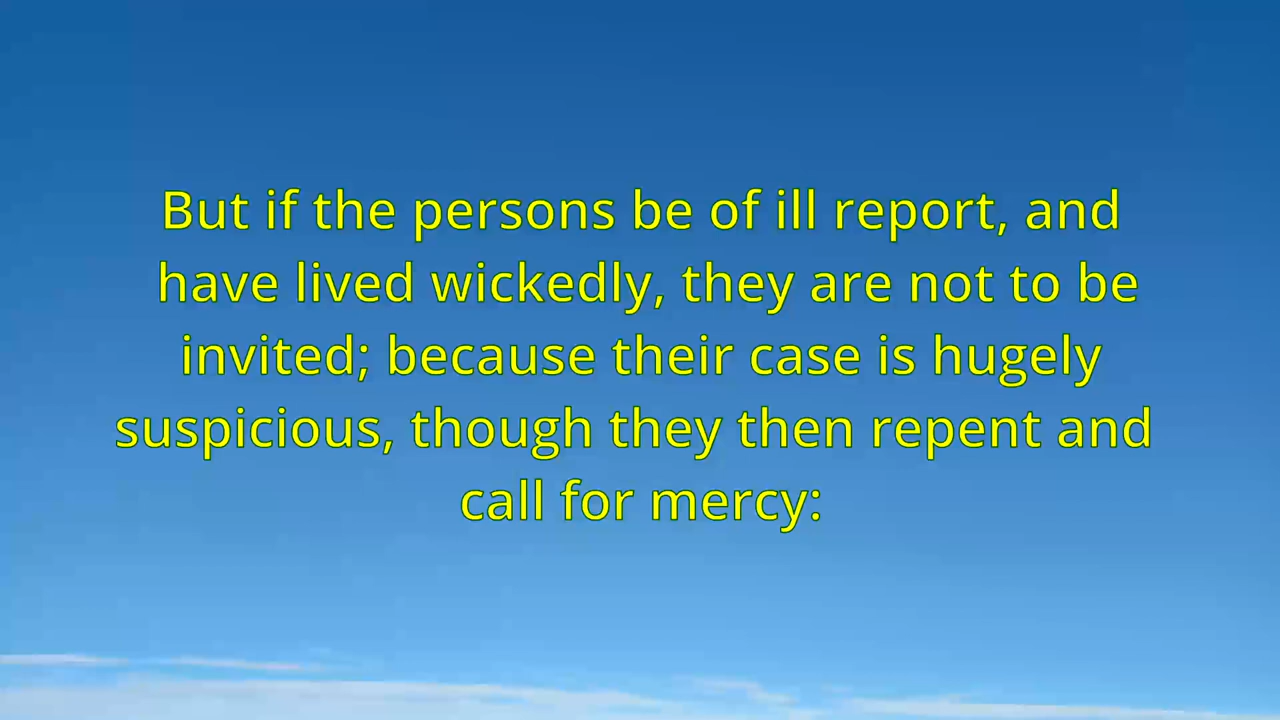 But if the persons be of ill report, and
have lived wickedly, they are not to be
invited; because their case is hugely
suspicious, though they then repent and
call for mercy: